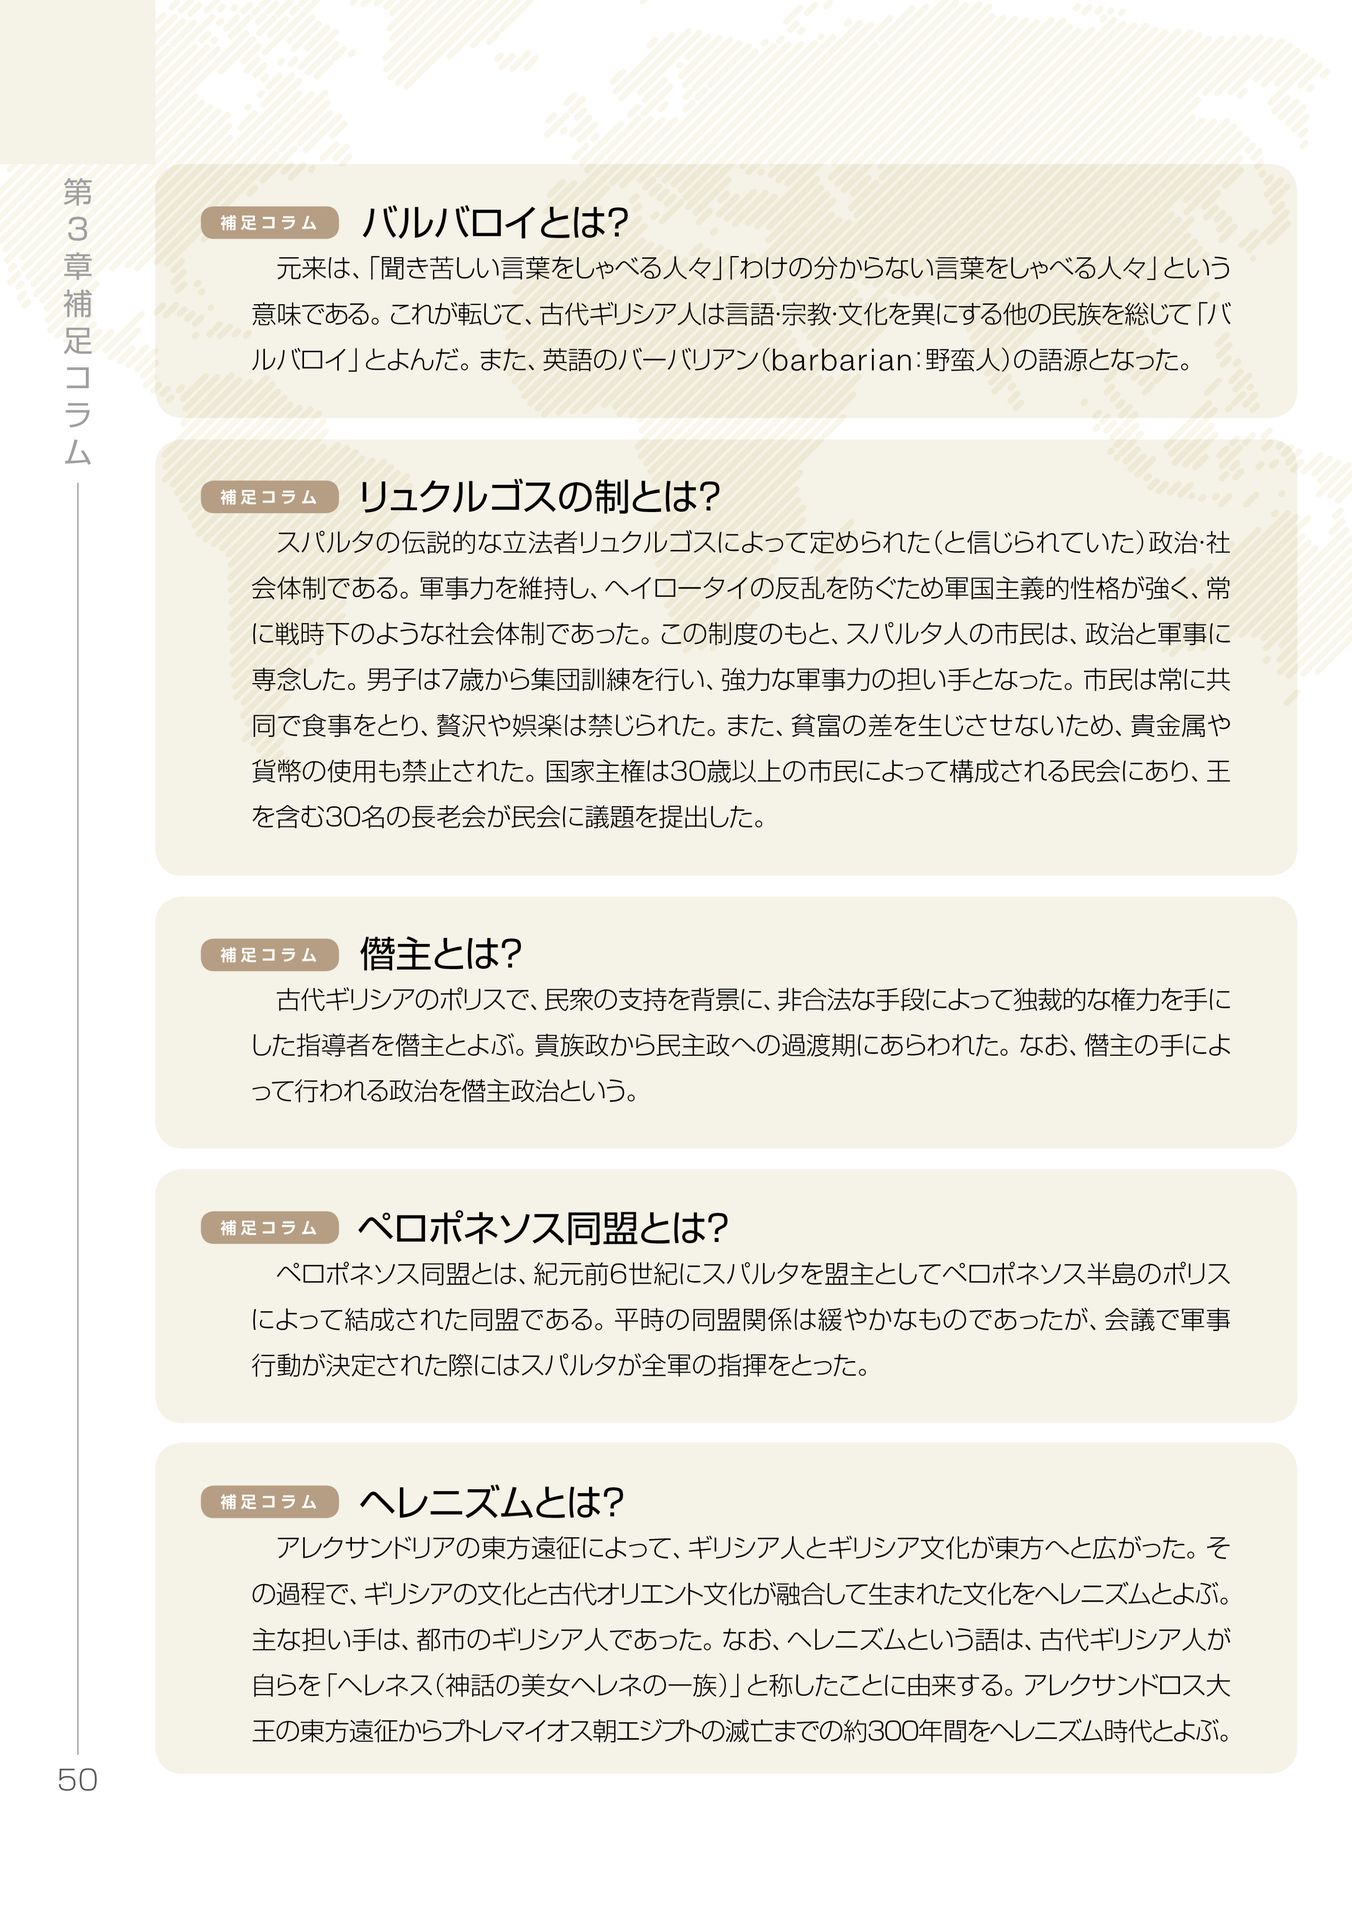 第3章補足コラム
補足コラム バルバロイとは?
元来は、「聞き苦しい言葉をしゃべる人々」「わけの分からない言葉をしゃべる人々」という
意味である。これが転じて、古代ギリシア人は言語・宗教・文化を異にする他の民族を総じて「バ
ルバロイ」とよんだ。また、英語のバーバリアン(barbarian:野蛮人)の語源となった。
補足コラム リュクルゴスの制とは?
スパルタの伝説的な立法者リュクルゴスによって定められた(と信じられていた)政治・社
会体制である。軍事力を維持し、ヘイロータイの反乱を防ぐため軍国主義的性格が強く、常
に戦時下のような社会体制であった。この制度のもと、スパルタ人の市民は、政治と軍事に
専念した。男子は7歳から集団訓練を行い、強力な軍事力の担い手となった。市民は常に共
同で食事をとり、贅沢や娯楽は禁じられた。また、貧富の差を生じさせないため、貴金属や
貨幣の使用も禁止された。国家主権は30歳以上の市民によって構成される民会にあり、王
を含む30名の長老会が民会に議題を提出した。
補足コラム 僭主とは?
古代ギリシアのポリスで、民衆の支持を背景に、非合法な手段によって独裁的な権力を手に
した指導者を僭主とよぶ。貴族政から民主政への過渡期にあらわれた。なお、僭主の手によ
って行われる政治を僭主政治という。
補足コラム ペロポネソス同盟とは?
ペロポネソス同盟とは、紀元前6世紀にスパルタを盟主としてペロポネソス半島のポリス
によって結成された同盟である。平時の同盟関係は緩やかなものであったが、会議で軍事
行動が決定された際にはスパルタが全軍の指揮をとった。
補足コラム ヘレニズムとは?
アレクサンドリアの東方遠征によって、ギリシア人とギリシア文化が東方へと広がった。そ
の過程で、ギリシアの文化と古代オリエント文化が融合して生まれた文化をヘレニズムとよぶ。
主な担い手は、都市のギリシア人であった。なお、ヘレニズムという語は、古代ギリシア人が
自らを「ヘレネス(神話の美女ヘレネの一族)」と称したことに由来する。アレクサンドロス大
王の東方遠征からプトレマイオス朝エジプトの滅亡までの約300年間をヘレニズム時代とよぶ。
50